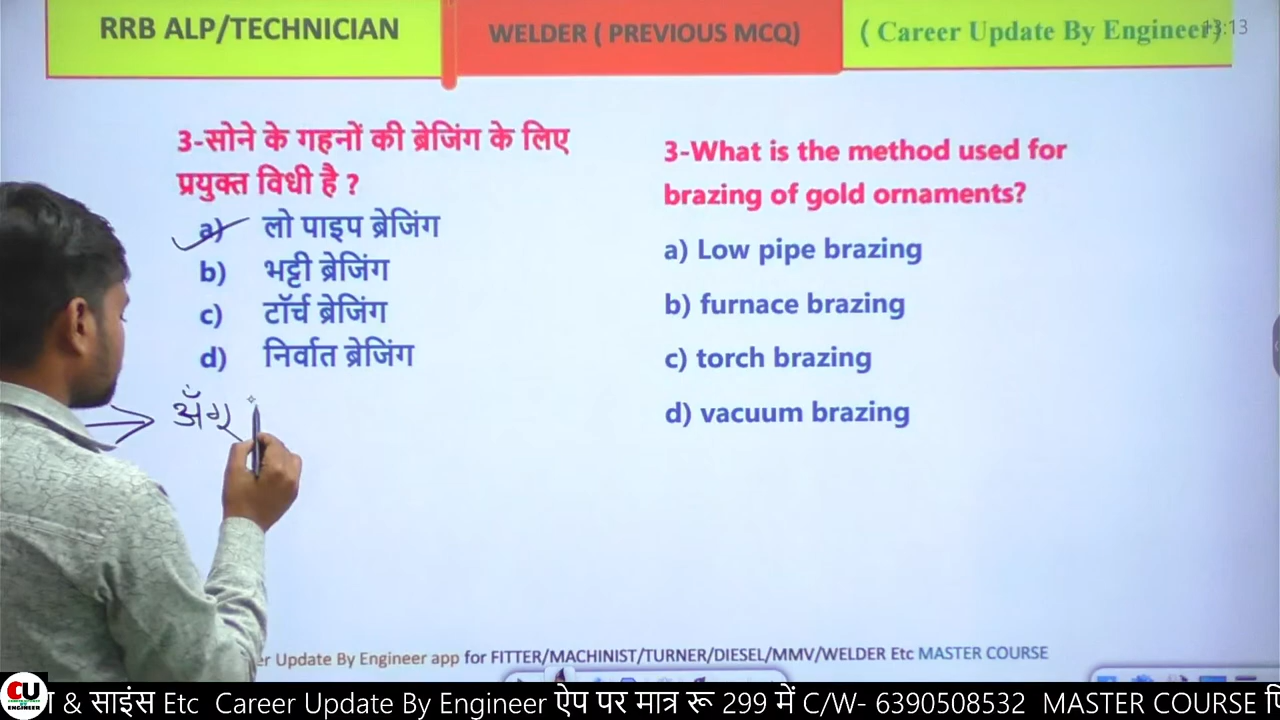 RRB ALP/TECHNICIAN
WELDER ( PREVIOUS MCQ)
( Career Update By Engineer)
13:13
3-सोने के गहनों की ब्रेजिंग के लिए
प्रयुक्त विधी है ?
a) लो पाइप ब्रेजिंग
b) भट्टी ब्रेजिंग
c) टॉर्च ब्रेजिंग
d) निर्वात ब्रेजिंग
3-What is the method used for
brazing of gold ornaments?
a) Low pipe brazing
b) furnace brazing
c) torch brazing
d) vacuum brazing
Update By Engineer app for FITTER/MACHINIST/TURNER/DIESEL/MMV/WELDER Etc MASTER COURSE
CU
ENGINEER
& साइंस Etc Career Update By Engineer ऐप पर मात्र रू 299 में C/W- 6390508532 MASTER COURSE